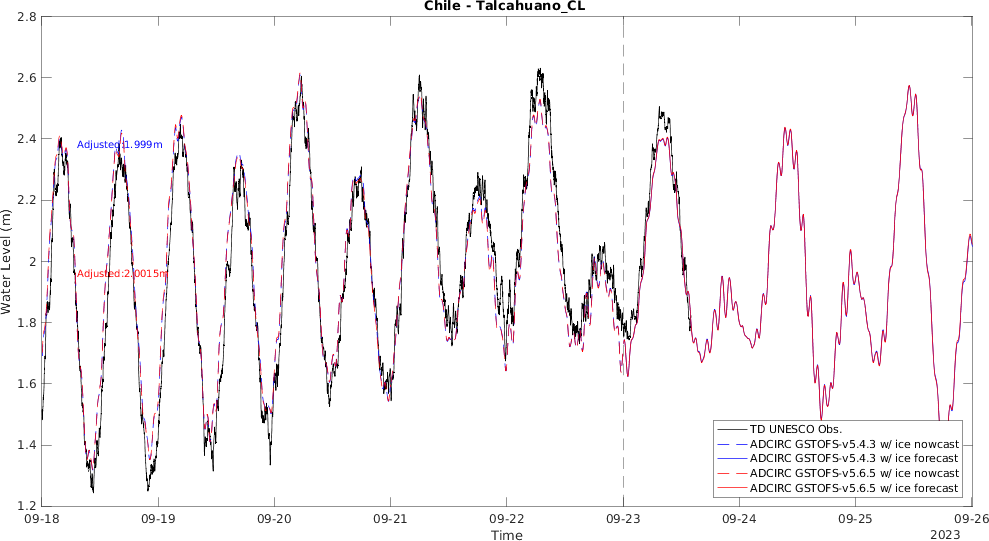 Chile - Talcahuano_CL
2.8
2.6
2.4
2.2
2
1.8
1.6
1.4
1.2
Water Level (m)
Adjusted:1.999m
Adjusted:2.0015m
TD UNESCO Obs.
ADCIRC GSTOFS-v5.4.3 w/ ice nowcast
ADCIRC GSTOFS-v5.4.3 w/ ice forecast
ADCIRC GSTOFS-v5.6.5 w/ ice nowcast
ADCIRC GSTOFS-v5.6.5 w/ ice forecast
09-18 09-19 09-20 09-21 09-22 09-23 09-24 09-25 09-26
Time
2023